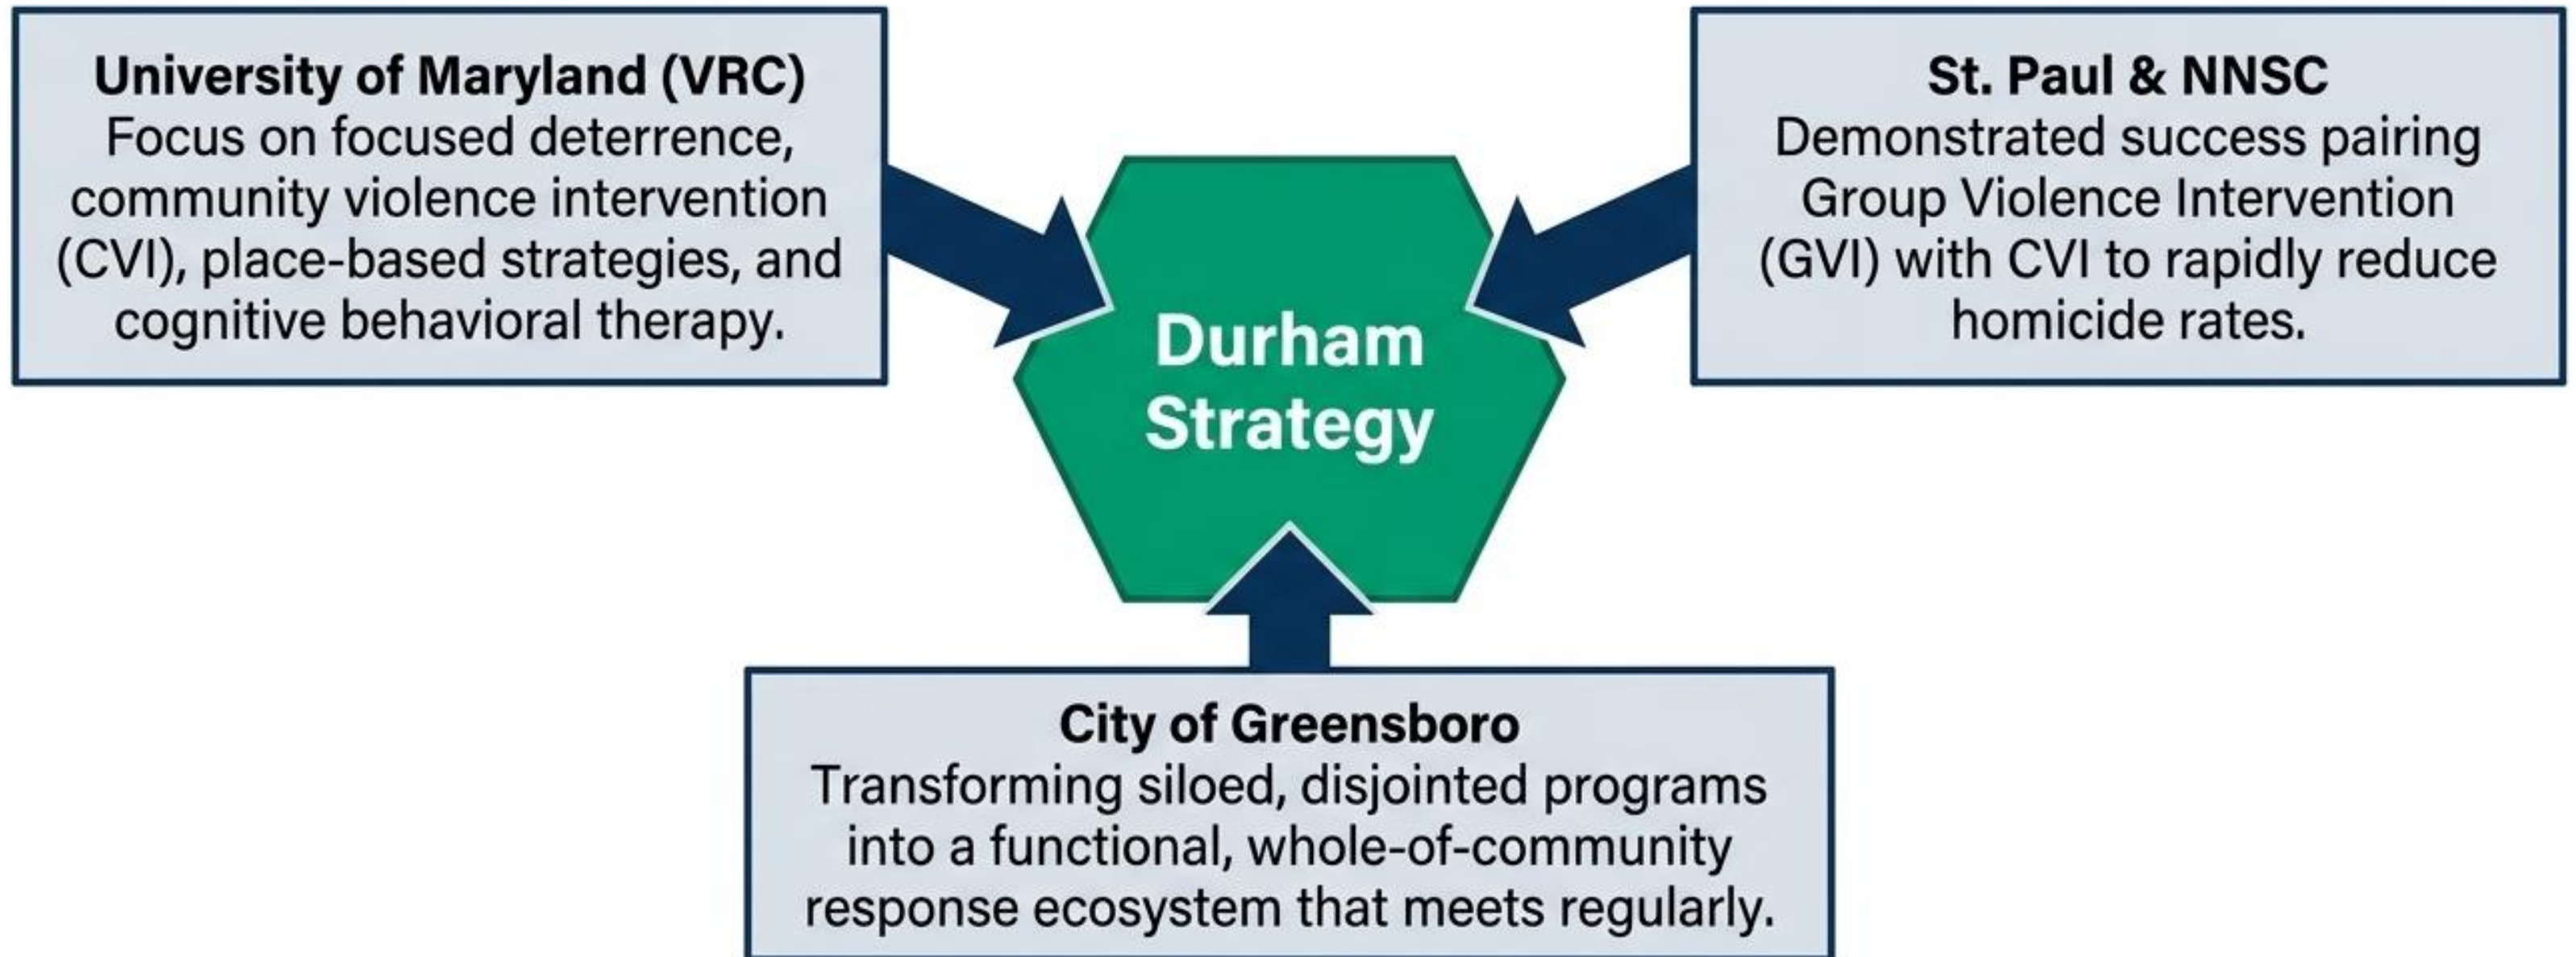 University of Maryland (VRC)
Focus on focused deterrence,
community violence intervention
(CVI), place-based strategies, and
cognitive behavioral therapy.
St. Paul & NNSC
Demonstrated success pairing
Group Violence Intervention
(GVI) with CVI to rapidly reduce
homicide rates.
Durham
Strategy
City of Greensboro
Transforming siloed, disjointed programs
into a functional, whole-of-community
response ecosystem that meets regularly.